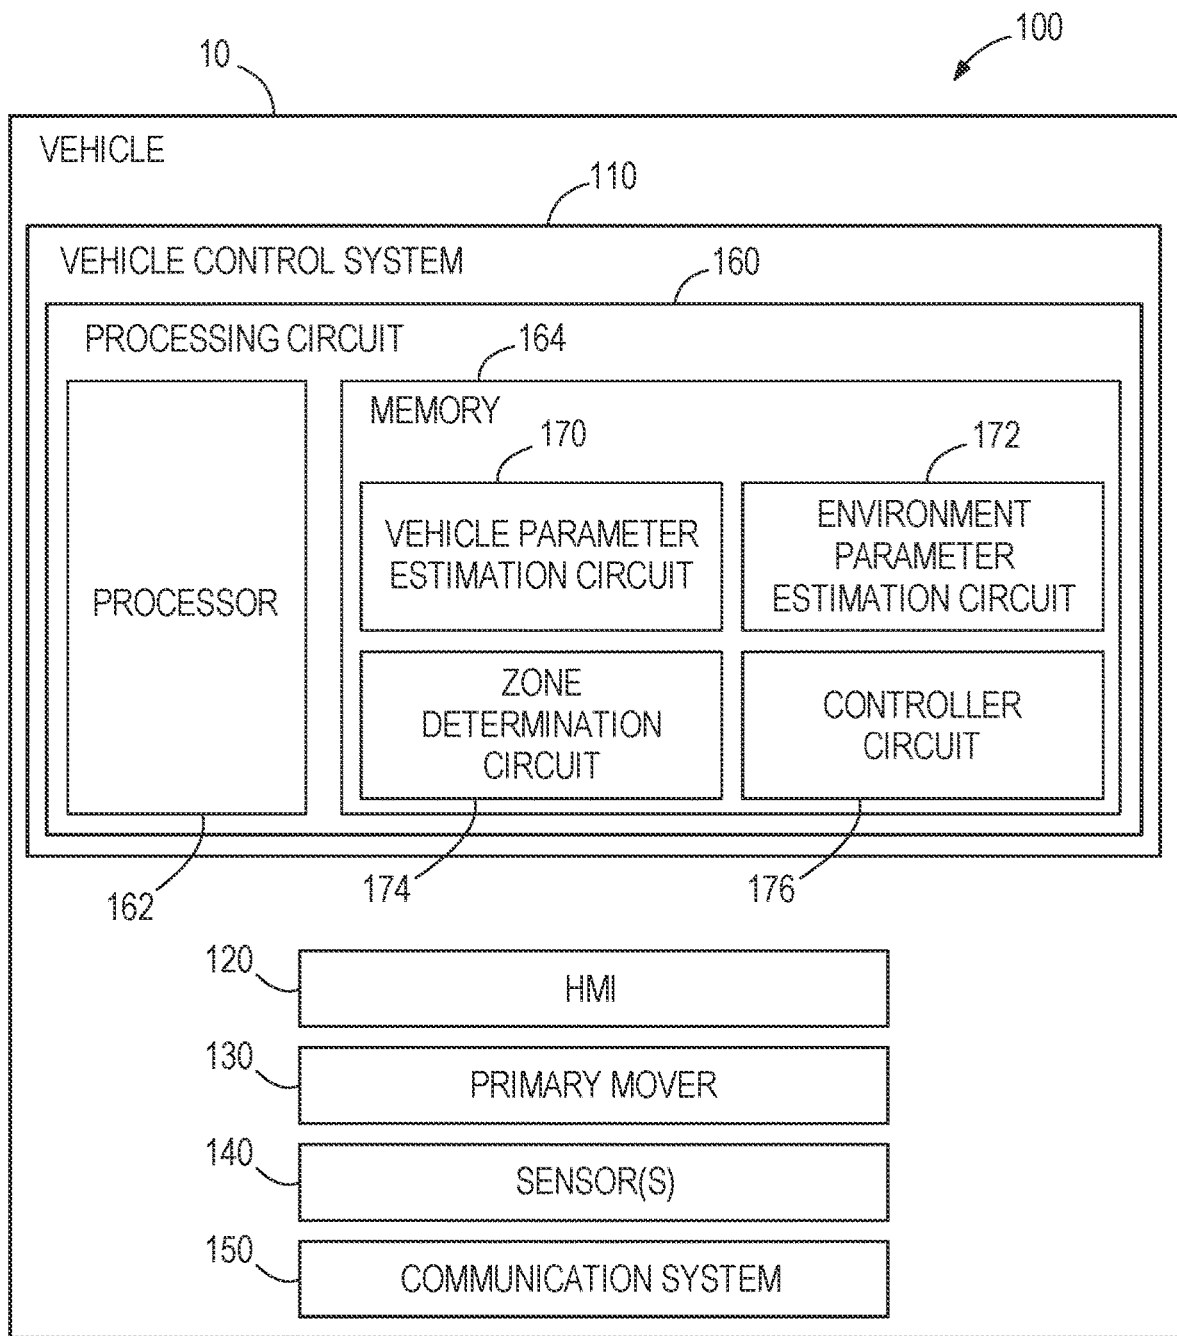 100
10
VEHICLE
110
VEHICLE CONTROL SYSTEM
160
PROCESSING CIRCUIT
164
MEMORY
170
172
PROCESSOR
VEHICLE PARAMETER
ESTIMATION CIRCUIT
ENVIRONMENT
PARAMETER
ESTIMATION CIRCUIT
ZONE
DETERMINATION
CIRCUIT
CONTROLLER
CIRCUIT
162
174
176
120
HMI
130
PRIMARY MOVER
140
SENSOR(S)
150
COMMUNICATION SYSTEM